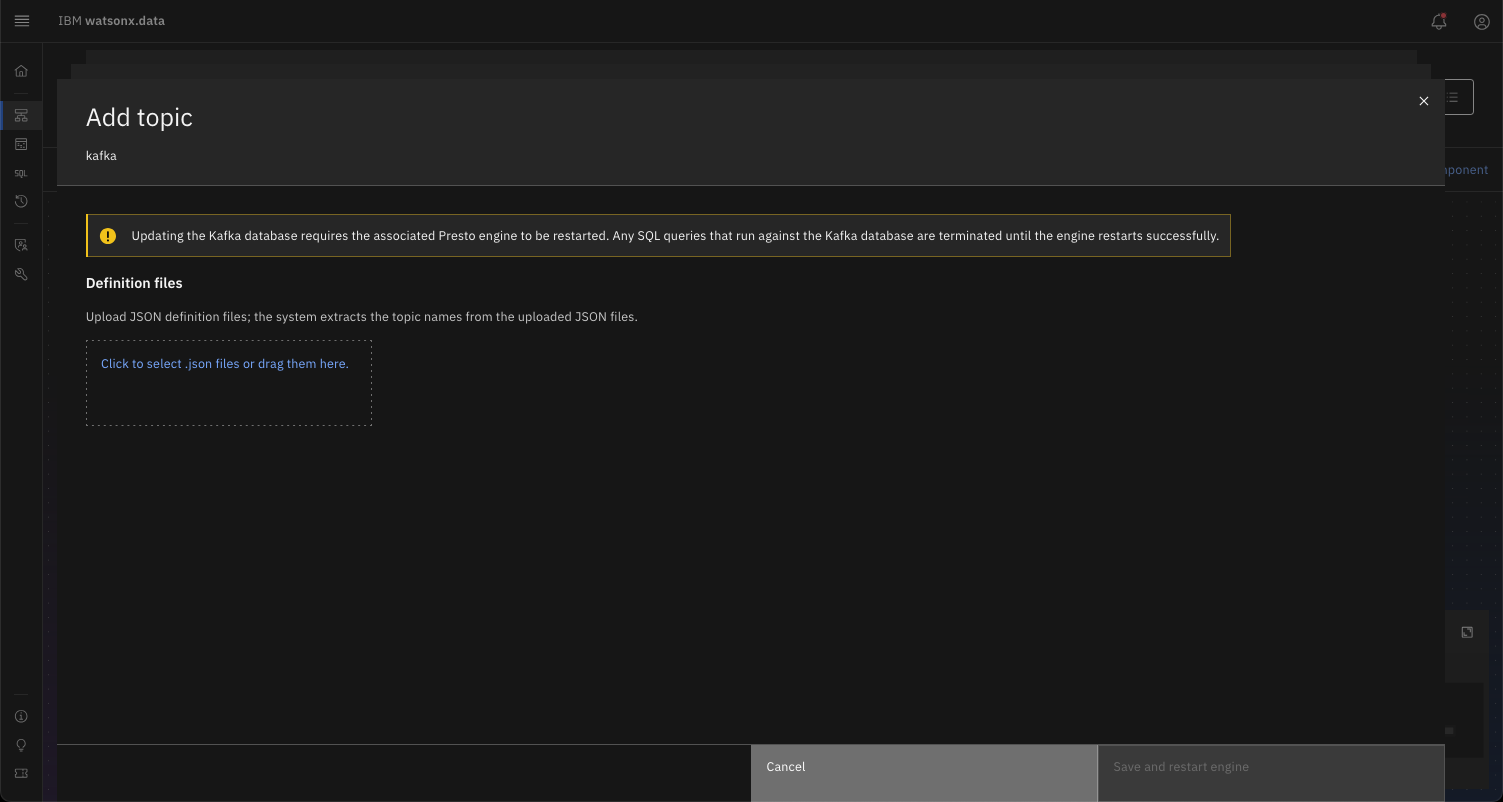 IBM watsonx.data
Add topic
kafka
ponent
SQL
Updating the Kafka database requires the associated Presto engine to be restarted. Any SQL queries that run against the Kafka database are terminated until the engine restarts successfully.
Definition files
Upload JSON definition files; the system extracts the topic names from the uploaded JSON files.
Click to select .json files or drag them here.
Cancel
Save and restart engine